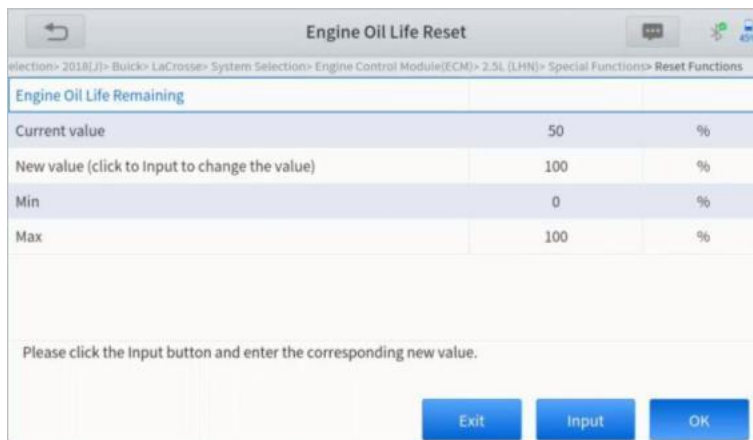 Engine Oil Life Reset
election> 2018(J)> Buick> LaCrosse> System Selection> Engine Control Module(ECM)> 2.5L (LHN)> Special Functions> Reset Functions
Engine Oil Life Remaining
Current value 50 %
New value (click to Input to change the value) 100 %
Min 0 %
Max 100 %
Please click the Input button and enter the corresponding new value.
Exit Input OK